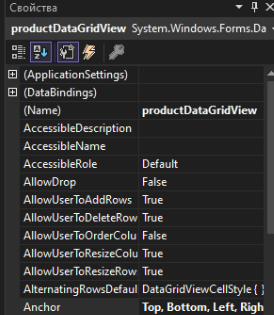 Свойства
productDataGridView System.Windows.Forms.Da
(ApplicationSettings)
(DataBindings)
(Name) productDataGridView
AccessibleDescription
AccessibleName
AccessibleRole Default
AllowDrop False
AllowUserToAddRows True
AllowUserToDeleteRow True
AllowUserToOrderColu False
AllowUserToResizeColu True
AllowUserToResizeRow True
AlternatingRowsDefaul DataGridViewCellStyle { }
Anchor Top, Bottom, Left, Righ